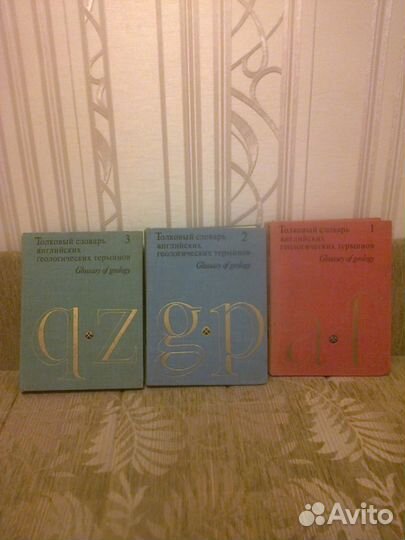 3
Толковый словарь
английских
геологических терминов
Glossary of geology
q z
2
Толковый словарь
английских
геологических терминов
Glossary of geology
g p
1
Толковый словарь
английских
геологических терминов
Glossary of geology
a f
Avito